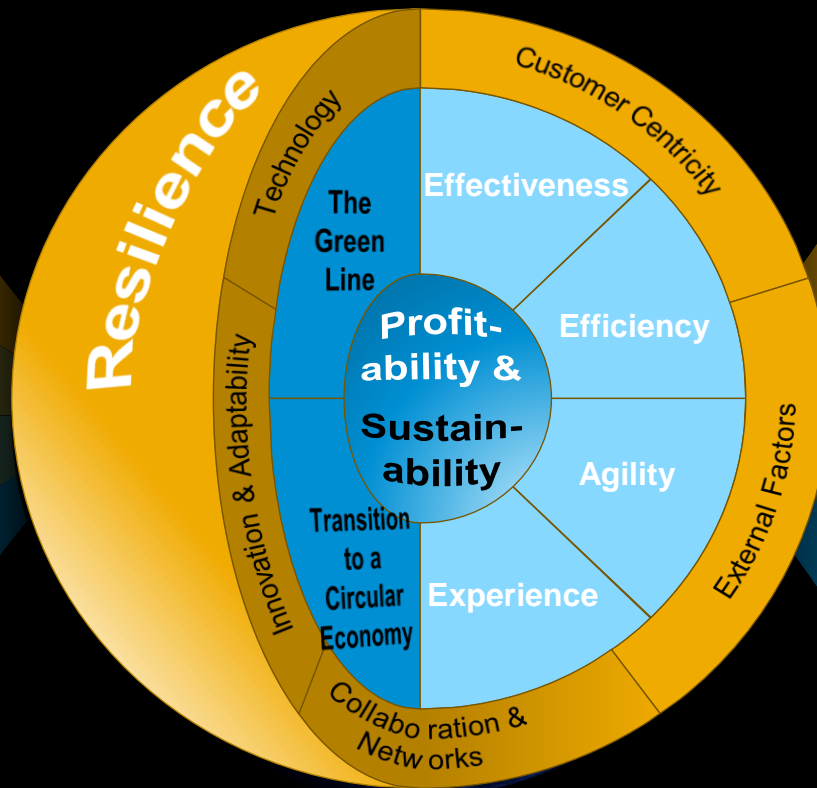 Resilience
Technology
Customer Centricity
The
Green
Line
Effectiveness
Profit-
ability &
Sustain-
ability
Efficiency
Innovation & Adaptability
Agility
External Factors
Transition
to a
Circular
Economy
Experience
Collabo ration &
Netw orks